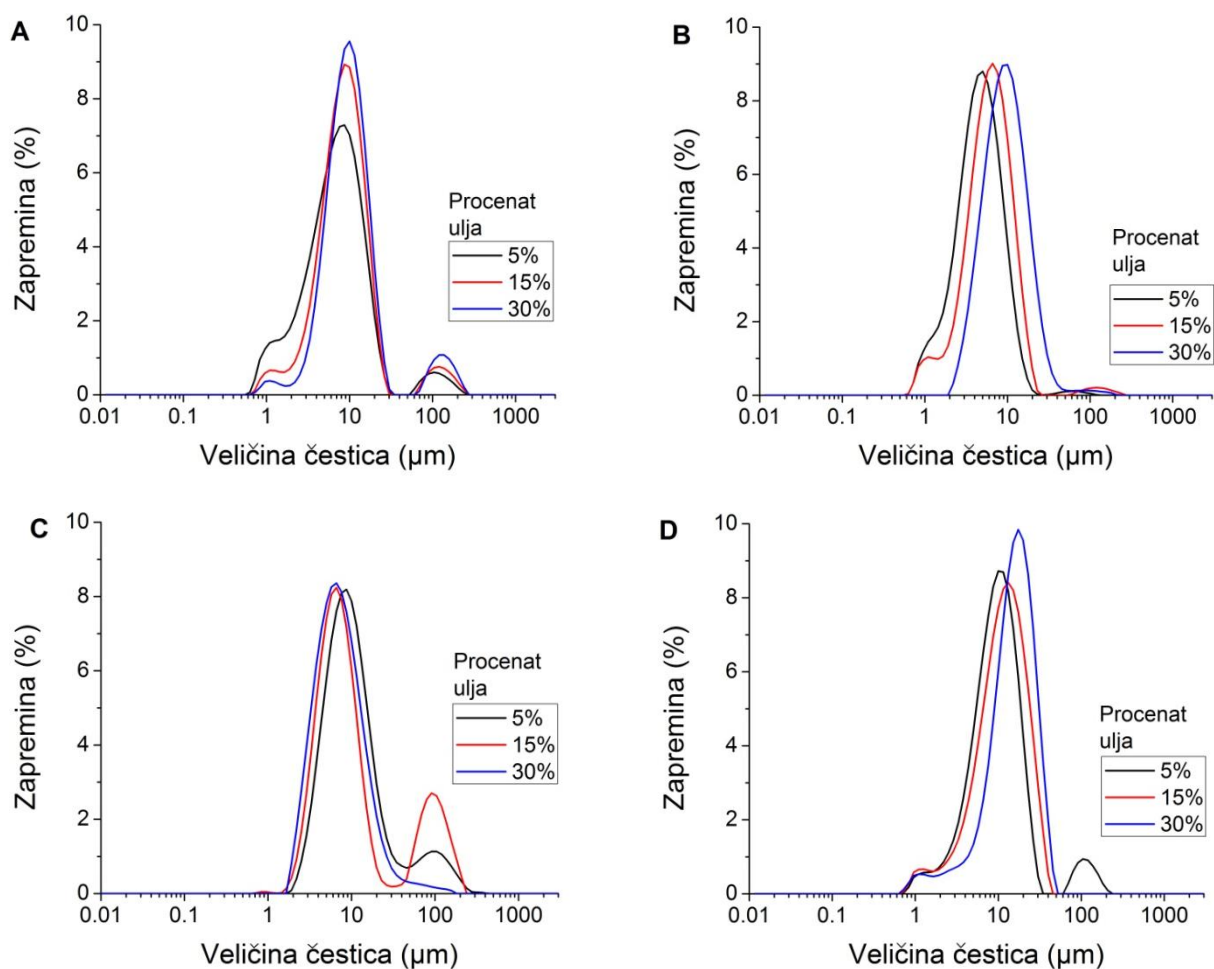 A
10
8
6
4
2
0
Zapremina (%)
Procenat
ulja
5%
15%
30%
0.01 0.1 1 10 100 1000
Veličina čestica (µm)
B
10
8
6
4
2
0
Zapremina (%)
Procenat
ulja
5%
15%
30%
0.01 0.1 1 10 100 1000
Veličina čestica (µm)
C
10
8
6
4
2
0
Zapremina (%)
Procenat
ulja
5%
15%
30%
0.01 0.1 1 10 100 1000
Veličina čestica (µm)
D
10
8
6
4
2
0
Zapremina (%)
Procenat
ulja
5%
15%
30%
0.01 0.1 1 10 100 1000
Veličina čestica (µm)